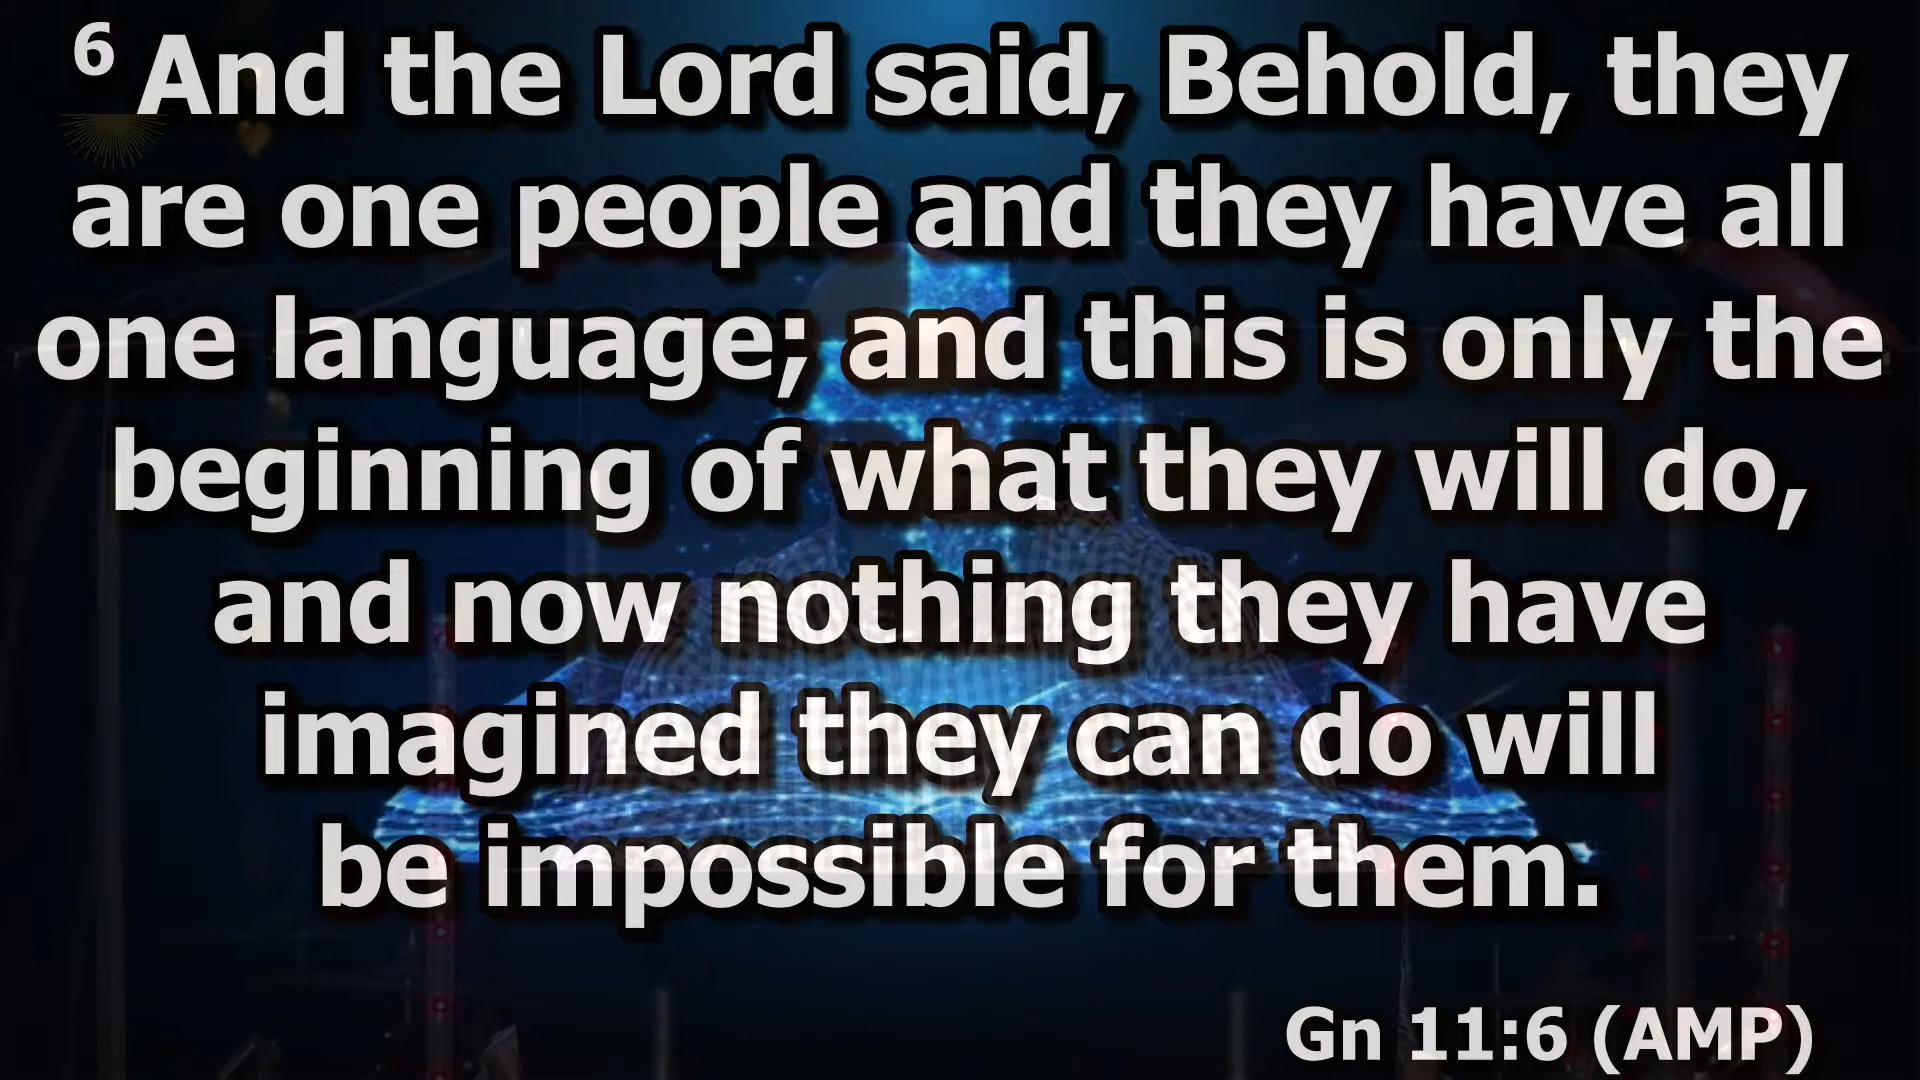 6 And the Lord said, Behold, they
are one people and they have all
one language; and this is only the
beginning of what they will do,
and now nothing they have
imagined they can do will
be impossible for them.
Gn 11:6 (AMP)